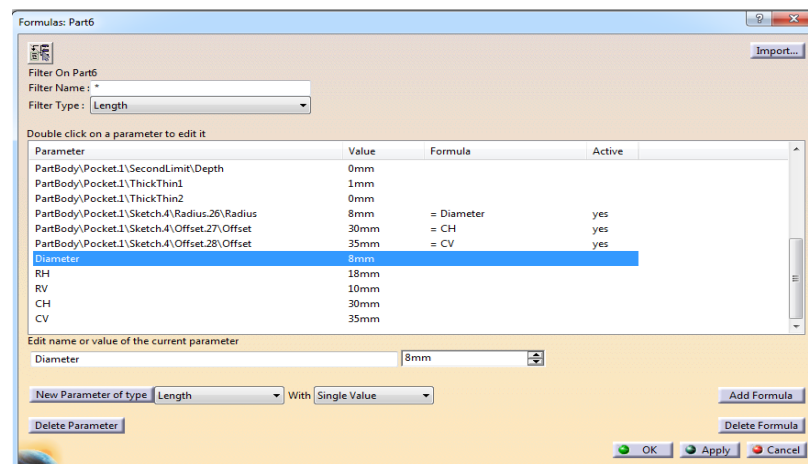 Formulas: Part6
Import...
Filter On Part6
Filter Name : *
Filter Type : Length
Double click on a parameter to edit it
Parameter Value Formula Active
PartBody\Pocket.1\SecondLimit\Depth 0mm
PartBody\Pocket.1\ThickThin1 1mm
PartBody\Pocket.1\ThickThin2 0mm
PartBody\Pocket.1\Sketch.4\Radius.26\Radius 8mm = Diameter yes
PartBody\Pocket.1\Sketch.4\Offset.27\Offset 30mm = CH yes
PartBody\Pocket.1\Sketch.4\Offset.28\Offset 35mm = CV yes
Diameter 8mm
RH 18mm
RV 10mm
CH 30mm
CV 35mm
Edit name or value of the current parameter
Diameter 8mm
New Parameter of type Length With Single Value Add Formula
Delete Parameter Delete Formula
OK Apply Cancel